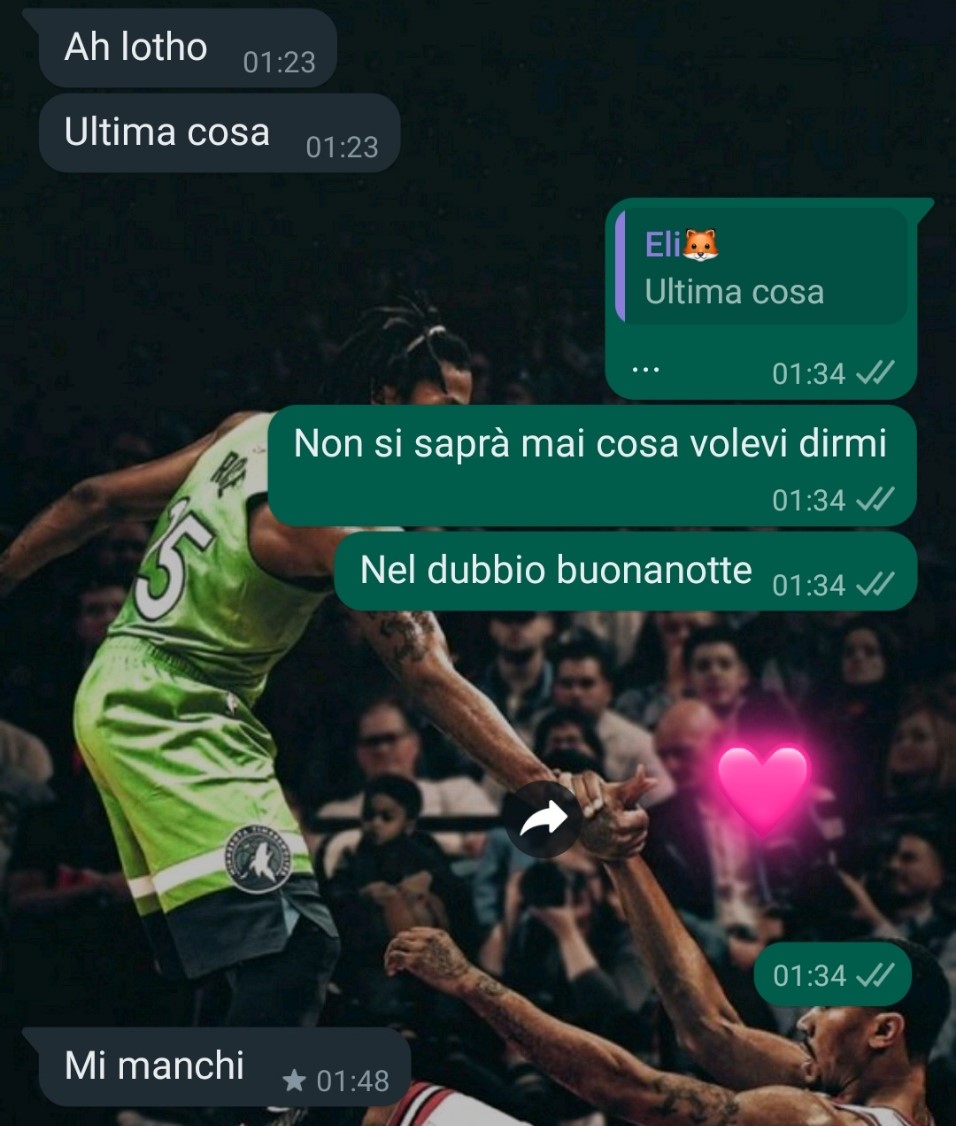 Ah lotho 01:23
Ultima cosa 01:23
Eli🦊
Ultima cosa
... 01:34
Non si saprà mai cosa volevi dirmi
01:34
Nel dubbio buonanotte 01:34
01:34
Mi manchi ★ 01:48